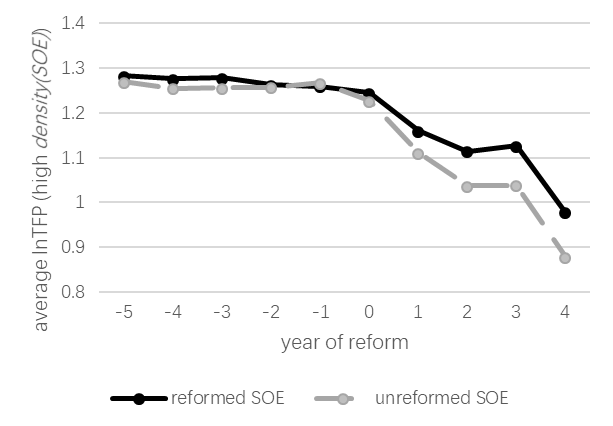 1.4
1.3
1.2
1.1
1
0.9
0.8
average lnTFP (high density(SOE))
-5 -4 -3 -2 -1 0 1 2 3 4
year of reform
reformed SOE unreformed SOE